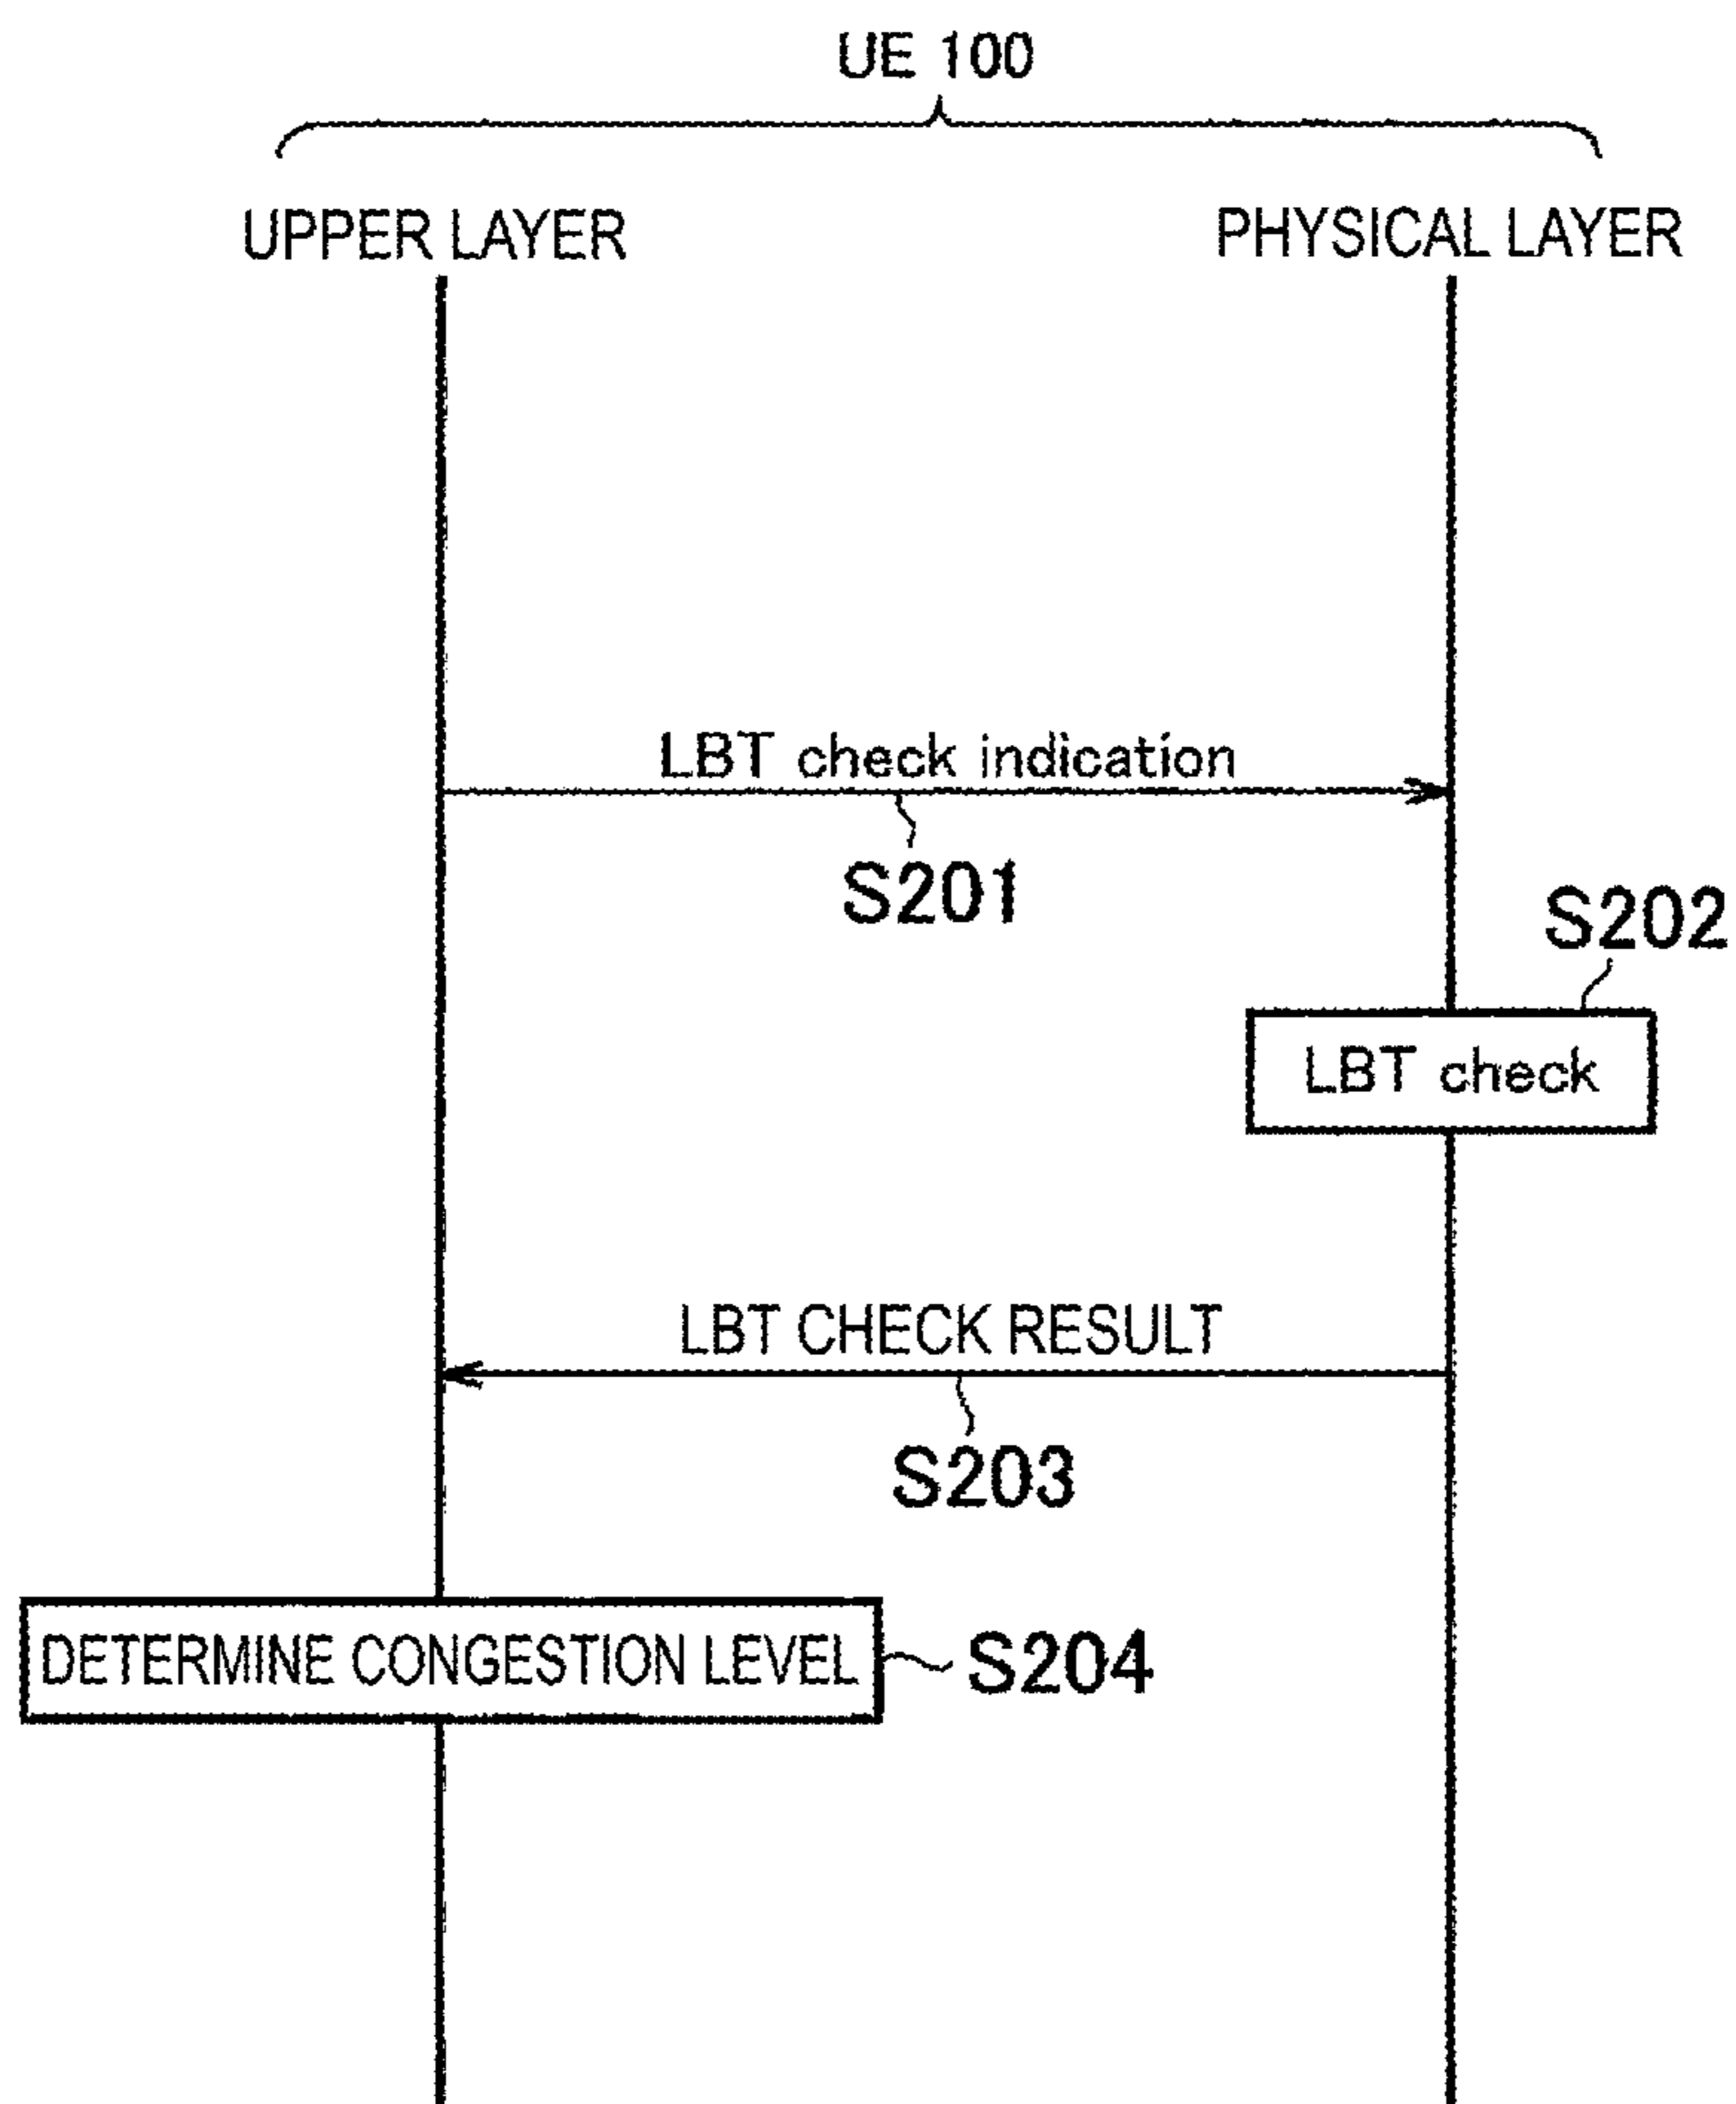 UE 100
UPPER LAYER
PHYSICAL LAYER
LBT check indication
S201
S202
LBT check
LBT CHECK RESULT
S203
DETERMINE CONGESTION LEVEL
S204